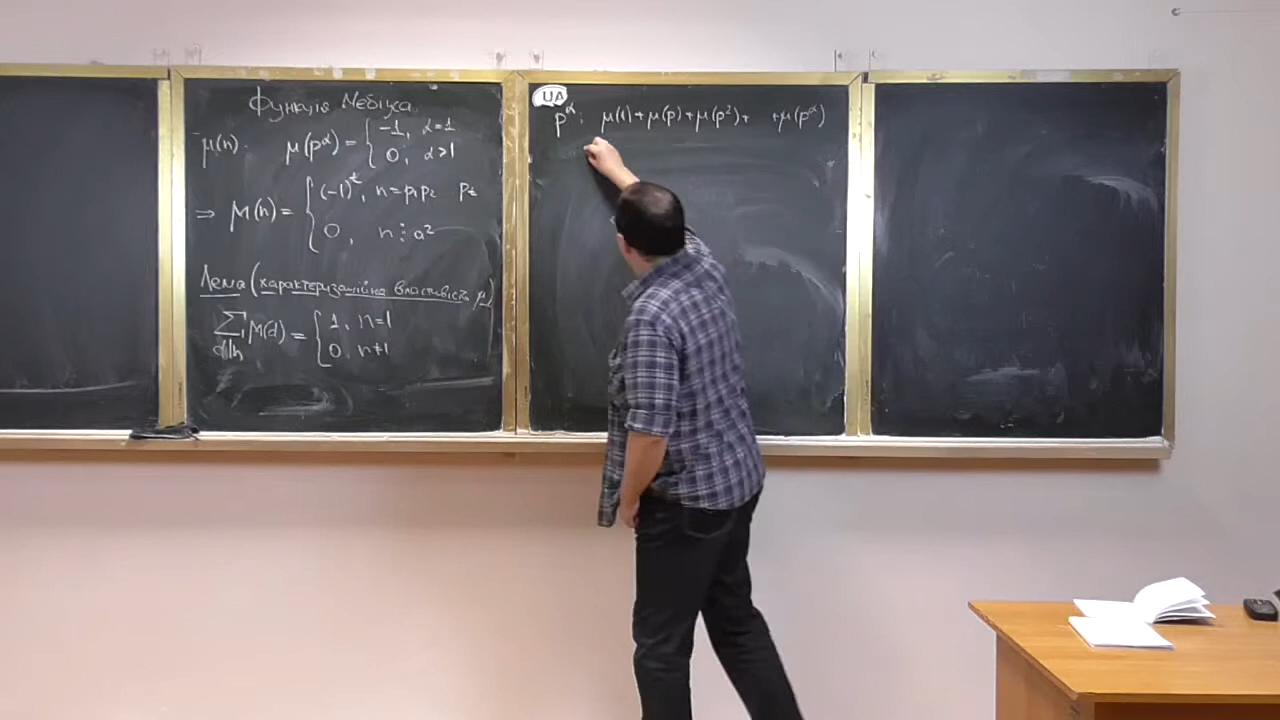 Функція Мебіуса.
μ(n). μ(p^α) = { -1, α=1
0, α>1
⇒ μ(n) = { (-1)^t, n = p₁p₂ p_t
0, n ⋮ a²
Лема (характеризаційна властивість μ)
∑_{d|n} μ(d) = { 1, n=1
0, n≠1
UA
p^α: μ(1)+μ(p)+μ(p²)+ +μ(p^α)